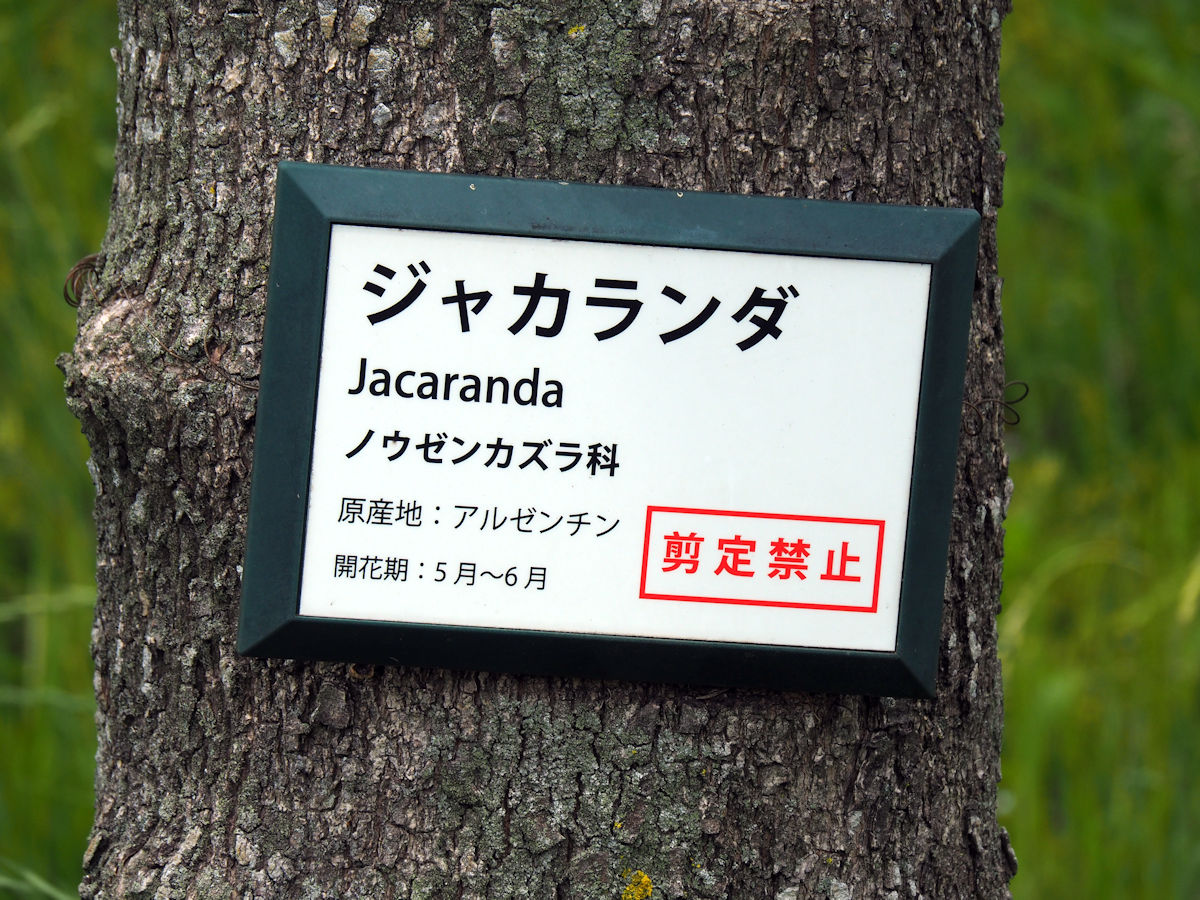 ジャカランダ
Jacaranda
ノウゼンカズラ科
原産地：アルゼンチン
開花期：5月〜6月
剪定禁止